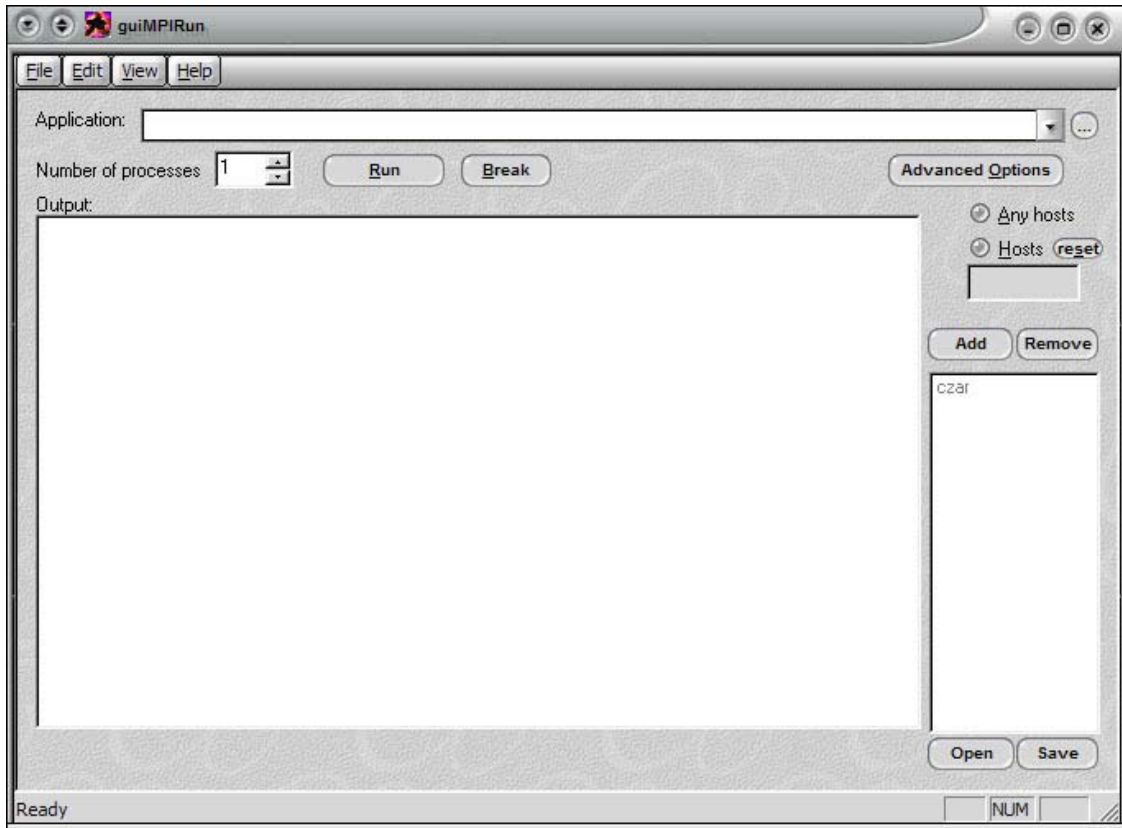 guiMPIRun
File Edit View Help
Application:
...
Number of processes 1 Run Break Advanced Options
Output:
Any hosts
Hosts reset
Add Remove
czar
Open Save
Ready NUM